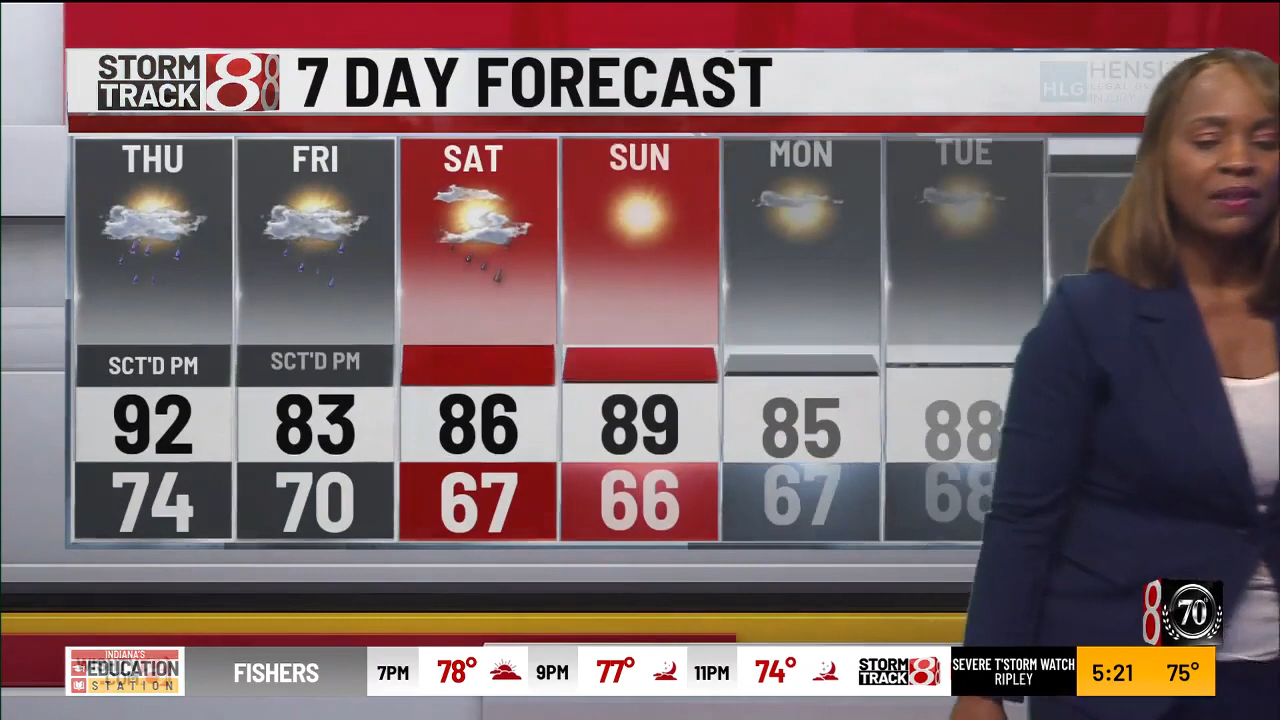 STORM TRACK 8 7 DAY FORECAST
HLG
THU FRI SAT SUN MON TUE
SCT'D PM SCT'D PM
92 83 86 89 85 88
74 70 67 66 67 68
8 70
INDIANA'S
EDUCATION
STATION
FISHERS 7PM 78° 9PM 77° 11PM 74° STORM TRACK 8
SEVERE T'STORM WATCH
RIPLEY
5:21 75°